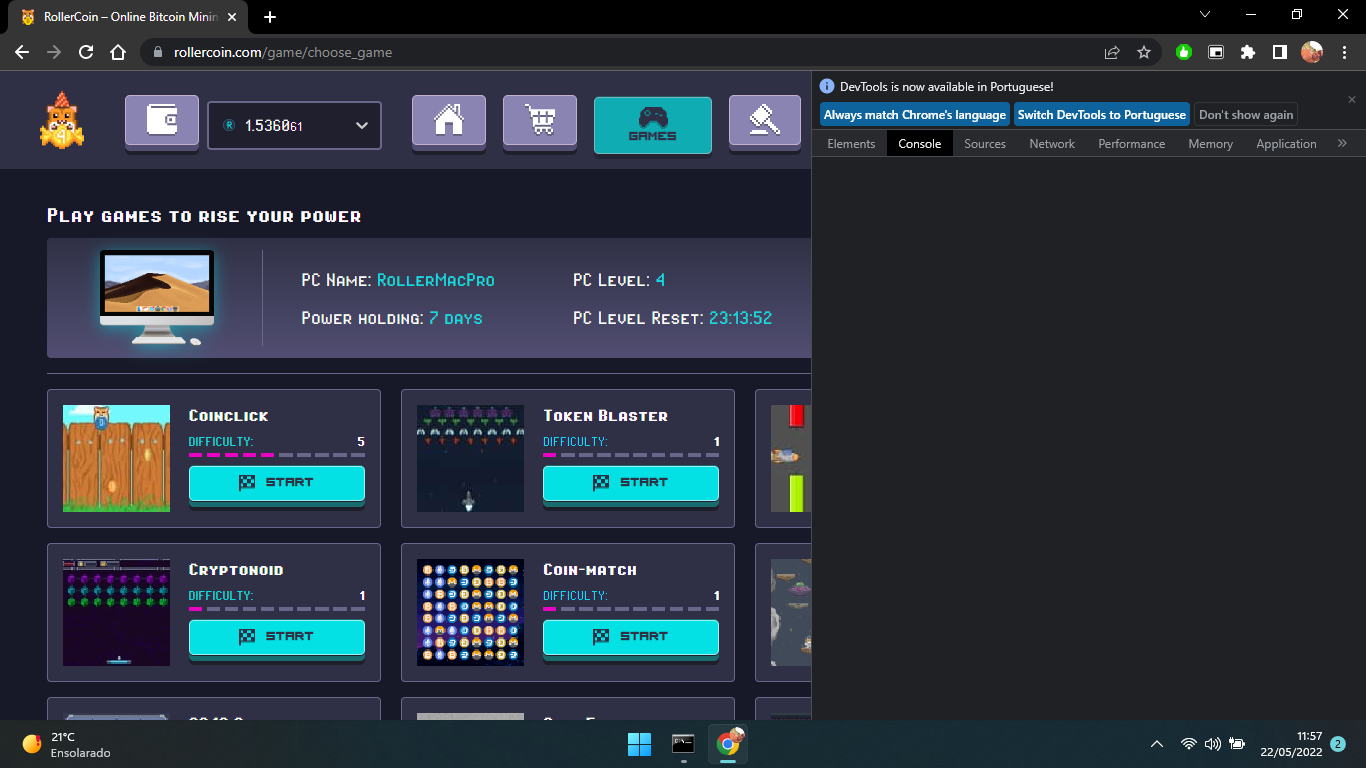 RollerCoin – Online Bitcoin Minin
rollercoin.com/game/choose_game
DevTools is now available in Portuguese!
Always match Chrome's language
Switch DevTools to Portuguese
Don't show again
Elements
Console
Sources
Network
Performance
Memory
Application
1.536061
GAMES
Play games to rise your power
PC Name: RollerMacPro
PC Level: 4
Power holding: 7 days
PC Level Reset: 23:13:52
Coinclick
DIFFICULTY: 5
START
Token Blaster
DIFFICULTY: 1
START
Cryptonoid
DIFFICULTY: 1
START
Coin-match
DIFFICULTY: 1
START
21°C
Ensolarado
11:57
22/05/2022
2